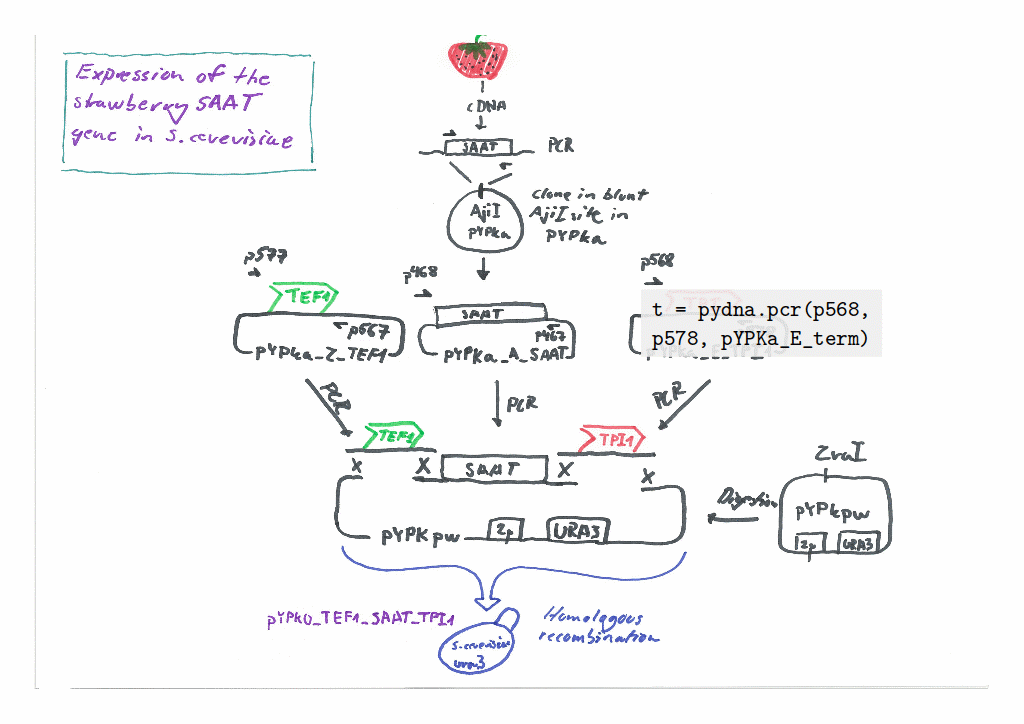 Expression of the
strawberry SAAT
gene in S.cerevisiae
cDNA
SAAT
PCR
AjiI
pYPKa
Clone in blunt
AjiI site in
pYPKa
p577
TEF1
p567
pYPka_Z_TEF1
p468
SAAT
p467
pYPKa_A_SAAT
p568
t = pydna.pcr(p568,
p578, pYPKa_E_term)
PCR
PCR
PCR
TEF1
SAAT
TPI1
X
X
X
X
pYPKpw
2µ
URA3
Digestion
ZraI
pYPKpw
2µ
URA3
pYPK0_TEF1_SAAT_TPI1
S.cerevisiae
ura3
Homologous
recombination